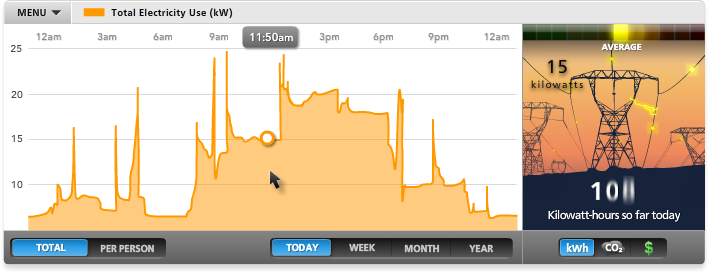 MENU Total Electricity Use (kW)
12am 3am 6am 9am 11:50am 3pm 6pm 9pm 12am
25
20
15
10
AVERAGE
15
kilowatts
10
Kilowatt-hours so far today
TOTAL PER PERSON
TODAY WEEK MONTH YEAR
kwh CO₂ $